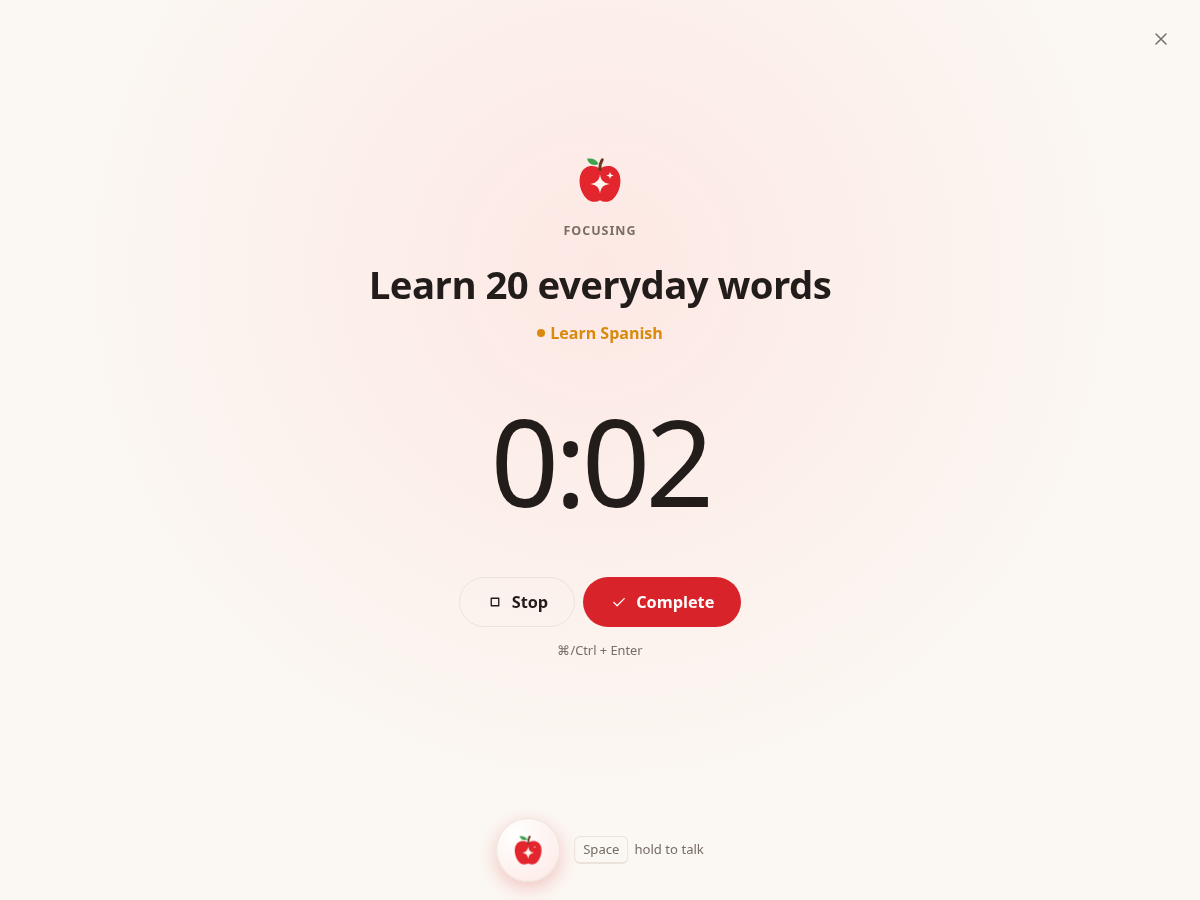 FOCUSING
Learn 20 everyday words
Learn Spanish
0:02
Stop
Complete
⌘/Ctrl + Enter
Space hold to talk